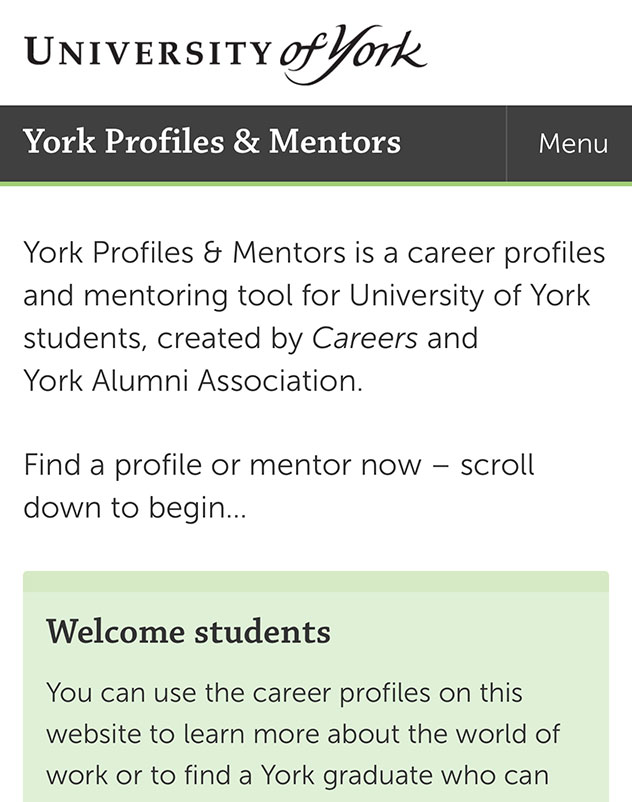 UNIVERSITY of York
York Profiles & Mentors
Menu
York Profiles & Mentors is a career profiles
and mentoring tool for University of York
students, created by Careers and
York Alumni Association.
Find a profile or mentor now – scroll
down to begin...
Welcome students
You can use the career profiles on this
website to learn more about the world of
work or to find a York graduate who can